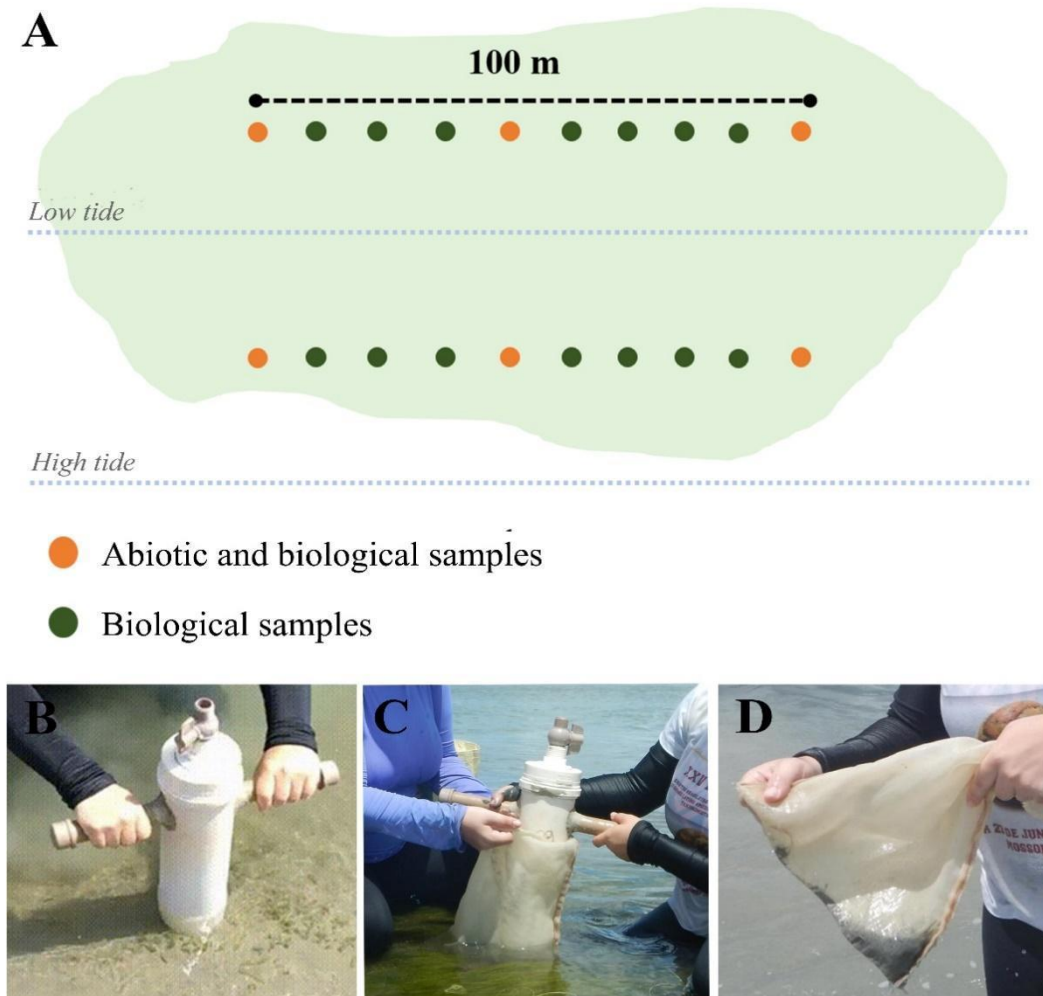 A
100 m
Low tide
High tide
Abiotic and biological samples
Biological samples
B
C
D